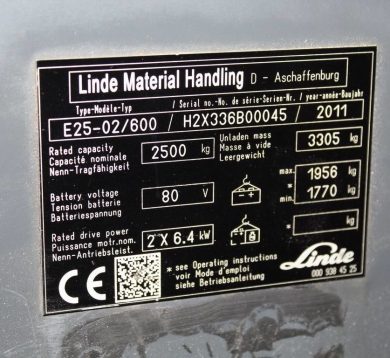 Linde Material Handling D - Aschaffenburg
Type-Modèle-Typ / Serial no.-No. de série-Serien-Nr. / year-année-Baujahr
E25-02/600 / H2X336B00045 / 2011
Rated capacity
Capacité nominale
Nenn-Tragfähigkeit
2500 kg
Unladen mass
Masse à vide
Leergewicht
3305 kg
Battery voltage
Tension batterie
Batteriespannung
80 V
max. 1956 kg
*
min. 1770 kg
Rated drive power
Puissance motr.nom.
Nenn-Antriebsleist.
2 X 6.4 kW
* kg
CE
* see Operating instructions
voir Mode d'emploi
siehe Betriebsanleitung
Linde
000 938 45 25